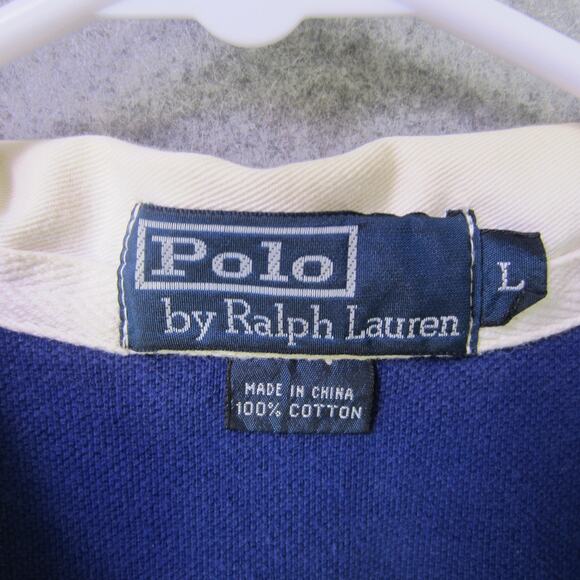 Polo
by Ralph Lauren
L
MADE IN CHINA
100% COTTON